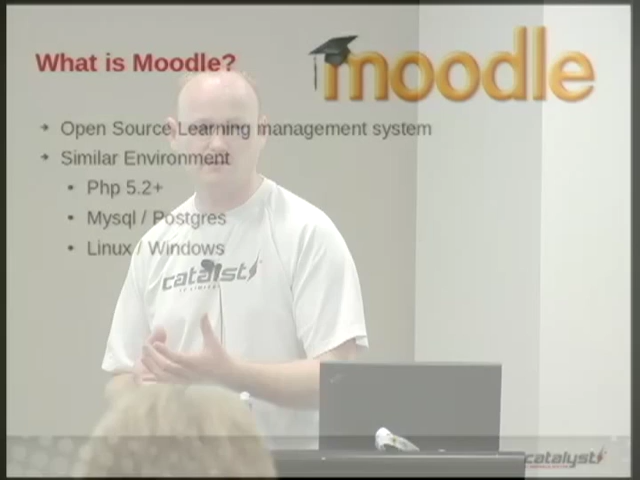 What is Moodle?
moodle
Open Source Learning management system
Similar Environment
Php 5.2+
Mysql / Postgres
Linux / Windows
catalyst
catalyst